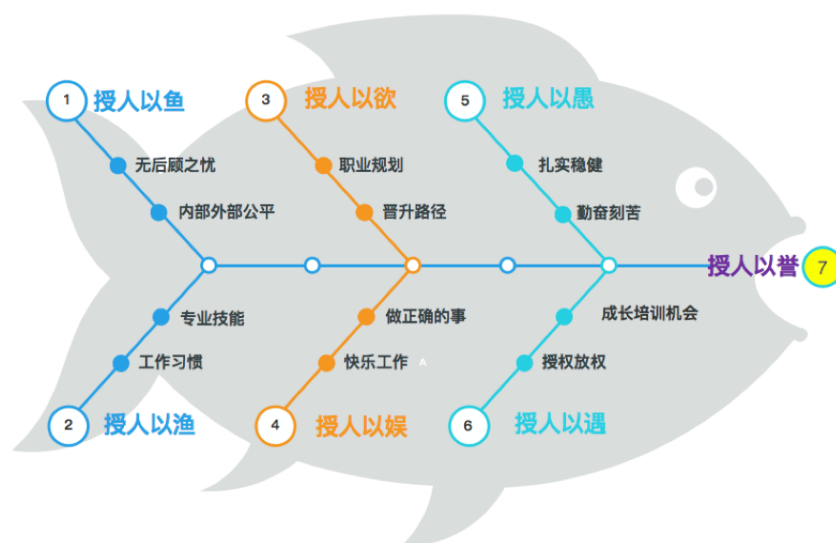 1
授人以鱼
无后顾之忧
内部外部公平
3
授人以欲
职业规划
晋升路径
5
授人以愚
扎实稳健
勤奋刻苦
授人以誉
7
专业技能
工作习惯
2
授人以渔
做正确的事
快乐工作
A
4
授人以娱
成长培训机会
授权放权
6
授人以遇